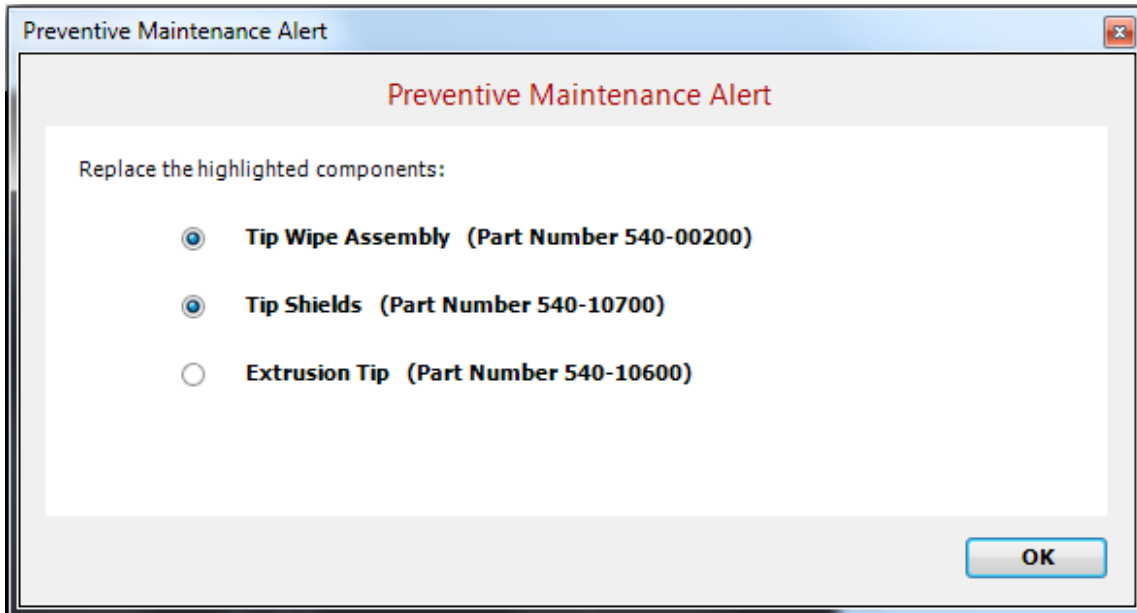 Preventive Maintenance Alert
Preventive Maintenance Alert
Replace the highlighted components:
Tip Wipe Assembly (Part Number 540-00200)
Tip Shields (Part Number 540-10700)
Extrusion Tip (Part Number 540-10600)
OK